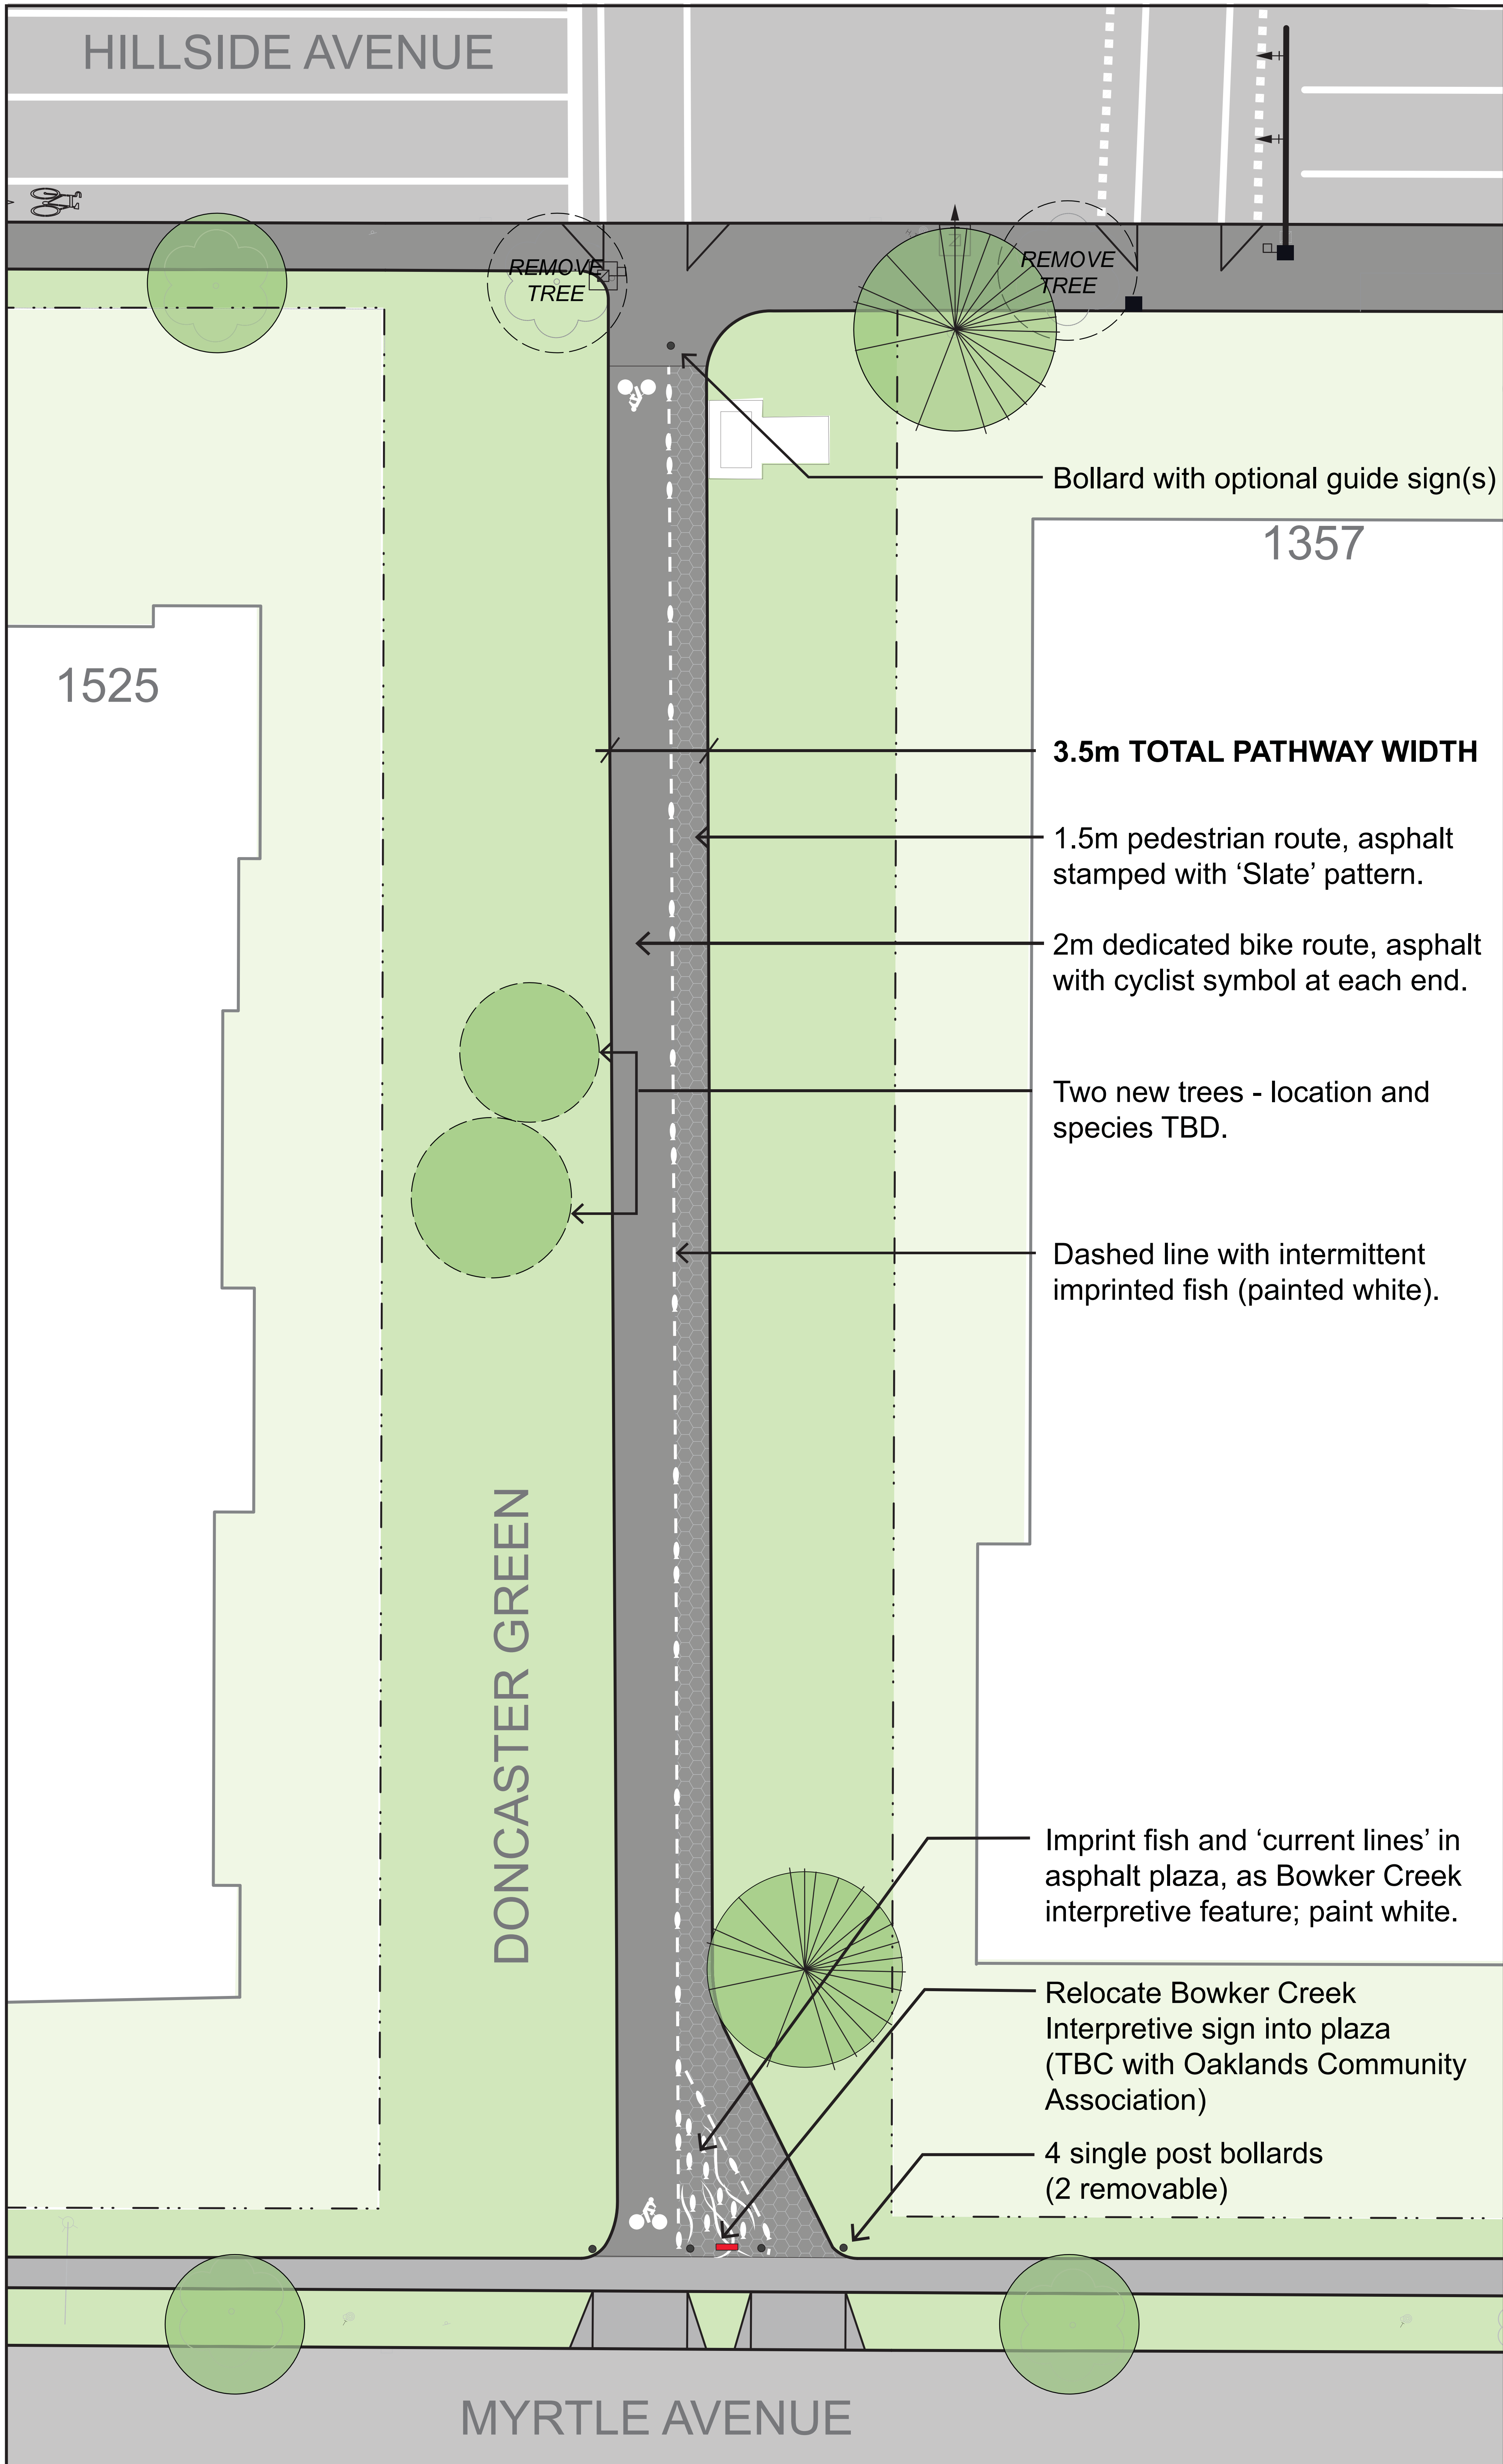 HILLSIDE AVENUE
REMOVE
TREE
REMOVE
TREE
Bollard with optional guide sign(s)
1357
1525
3.5m TOTAL PATHWAY WIDTH
1.5m pedestrian route, asphalt
stamped with ‘Slate’ pattern.
2m dedicated bike route, asphalt
with cyclist symbol at each end.
Two new trees - location and
species TBD.
Dashed line with intermittent
imprinted fish (painted white).
DONCASTER GREEN
Imprint fish and ‘current lines’ in
asphalt plaza, as Bowker Creek
interpretive feature; paint white.
Relocate Bowker Creek
Interpretive sign into plaza
(TBC with Oaklands Community
Association)
4 single post bollards
(2 removable)
MYRTLE AVENUE